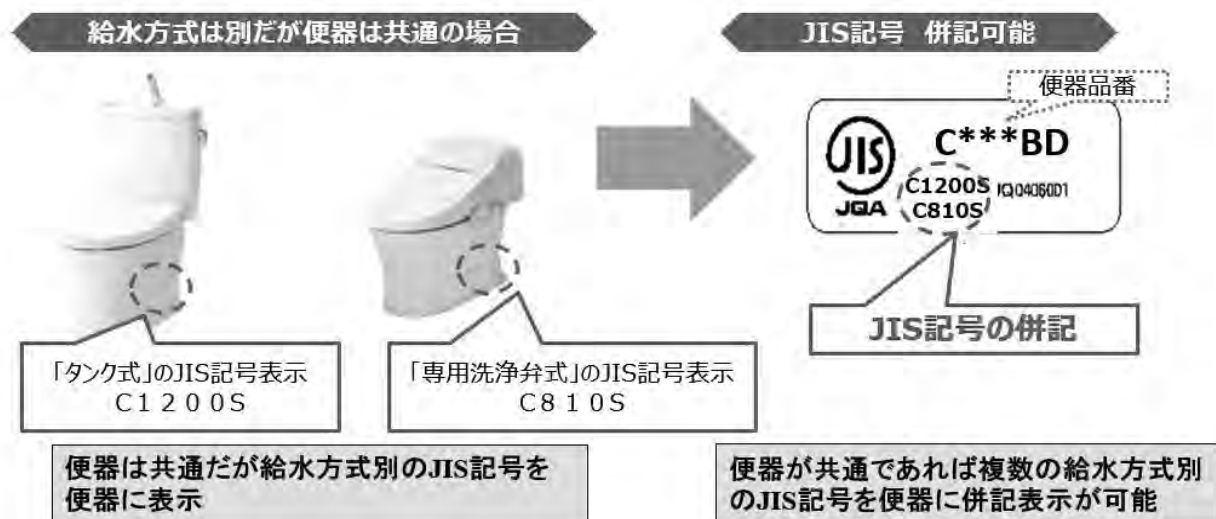 給水方式は別だが便器は共通の場合
JIS記号 併記可能
便器品番
JIS
JQA
C***BD
C1200S
JQ0406001
C810S
JIS記号の併記
「タンク式」のJIS記号表示
C1200S
「専用洗浄弁式」のJIS記号表示
C810S
便器は共通だが給水方式別のJIS記号を
便器に表示
便器が共通であれば複数の給水方式別
のJIS記号を便器に併記表示が可能